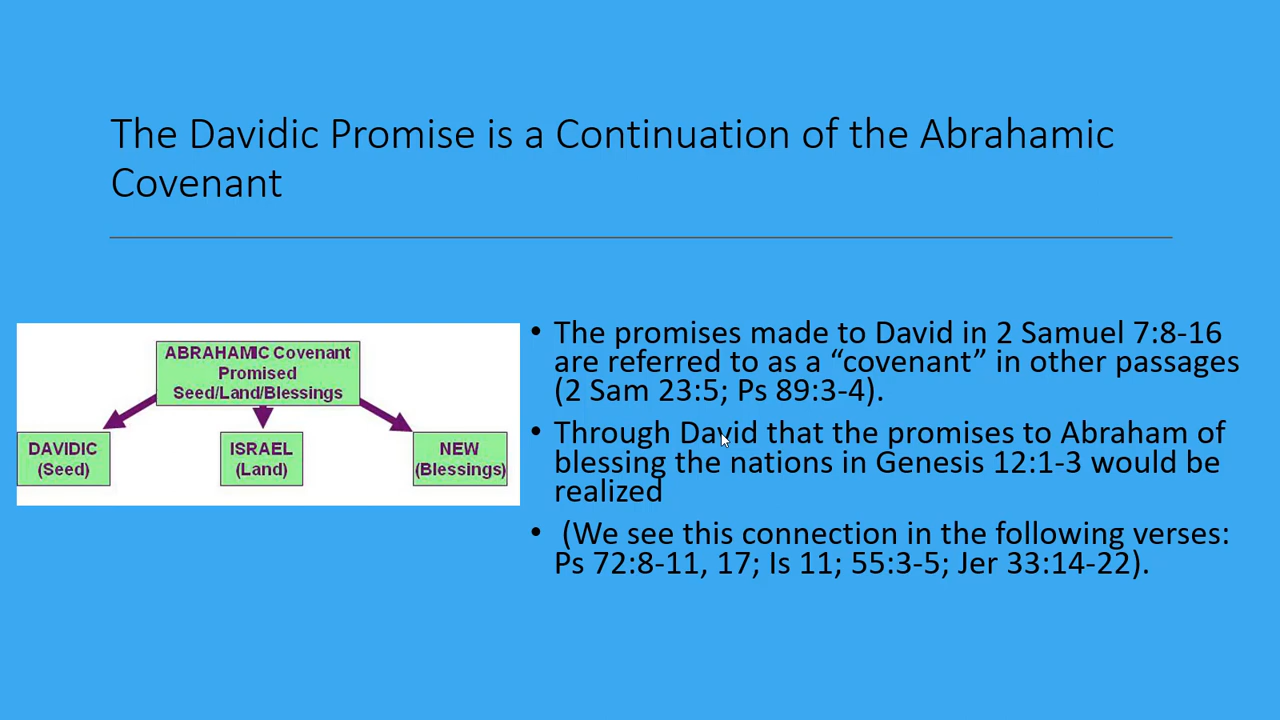 The Davidic Promise is a Continuation of the Abrahamic
Covenant
ABRAHAMIC Covenant
Promised
Seed/Land/Blessings
DAVIDIC
(Seed)
ISRAEL
(Land)
NEW
(Blessings)
• The promises made to David in 2 Samuel 7:8-16
are referred to as a “covenant” in other passages
(2 Sam 23:5; Ps 89:3-4).
• Through David that the promises to Abraham of
blessing the nations in Genesis 12:1-3 would be
realized
• (We see this connection in the following verses:
Ps 72:8-11, 17; Is 11; 55:3-5; Jer 33:14-22).